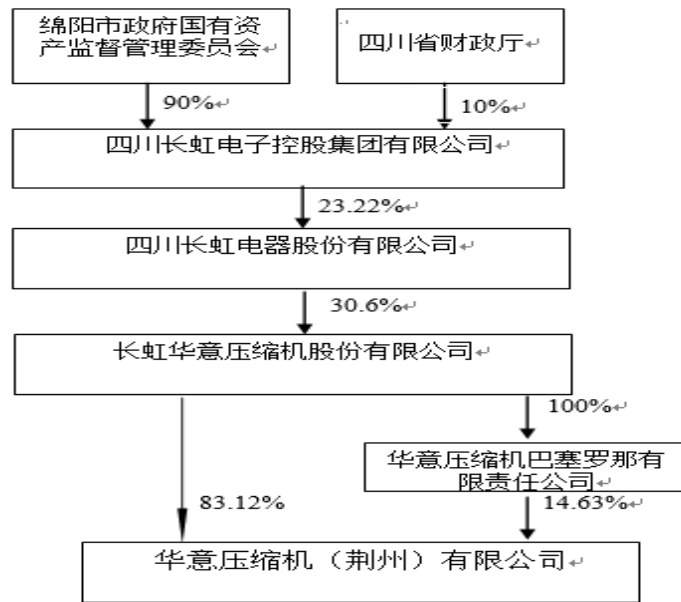 绵阳市政府国有资
产监督管理委员会↵
四川省财政厅↵
90%↵
10%↵
四川长虹电子控股集团有限公司↵
23.22%↵
四川长虹电器股份有限公司↵
30.6%↵
长虹华意压缩机股份有限公司↵
100%↵
华意压缩机巴塞罗那有
限责任公司↵
83.12%
14.63%↵
华意压缩机（荆州）有限公司↵